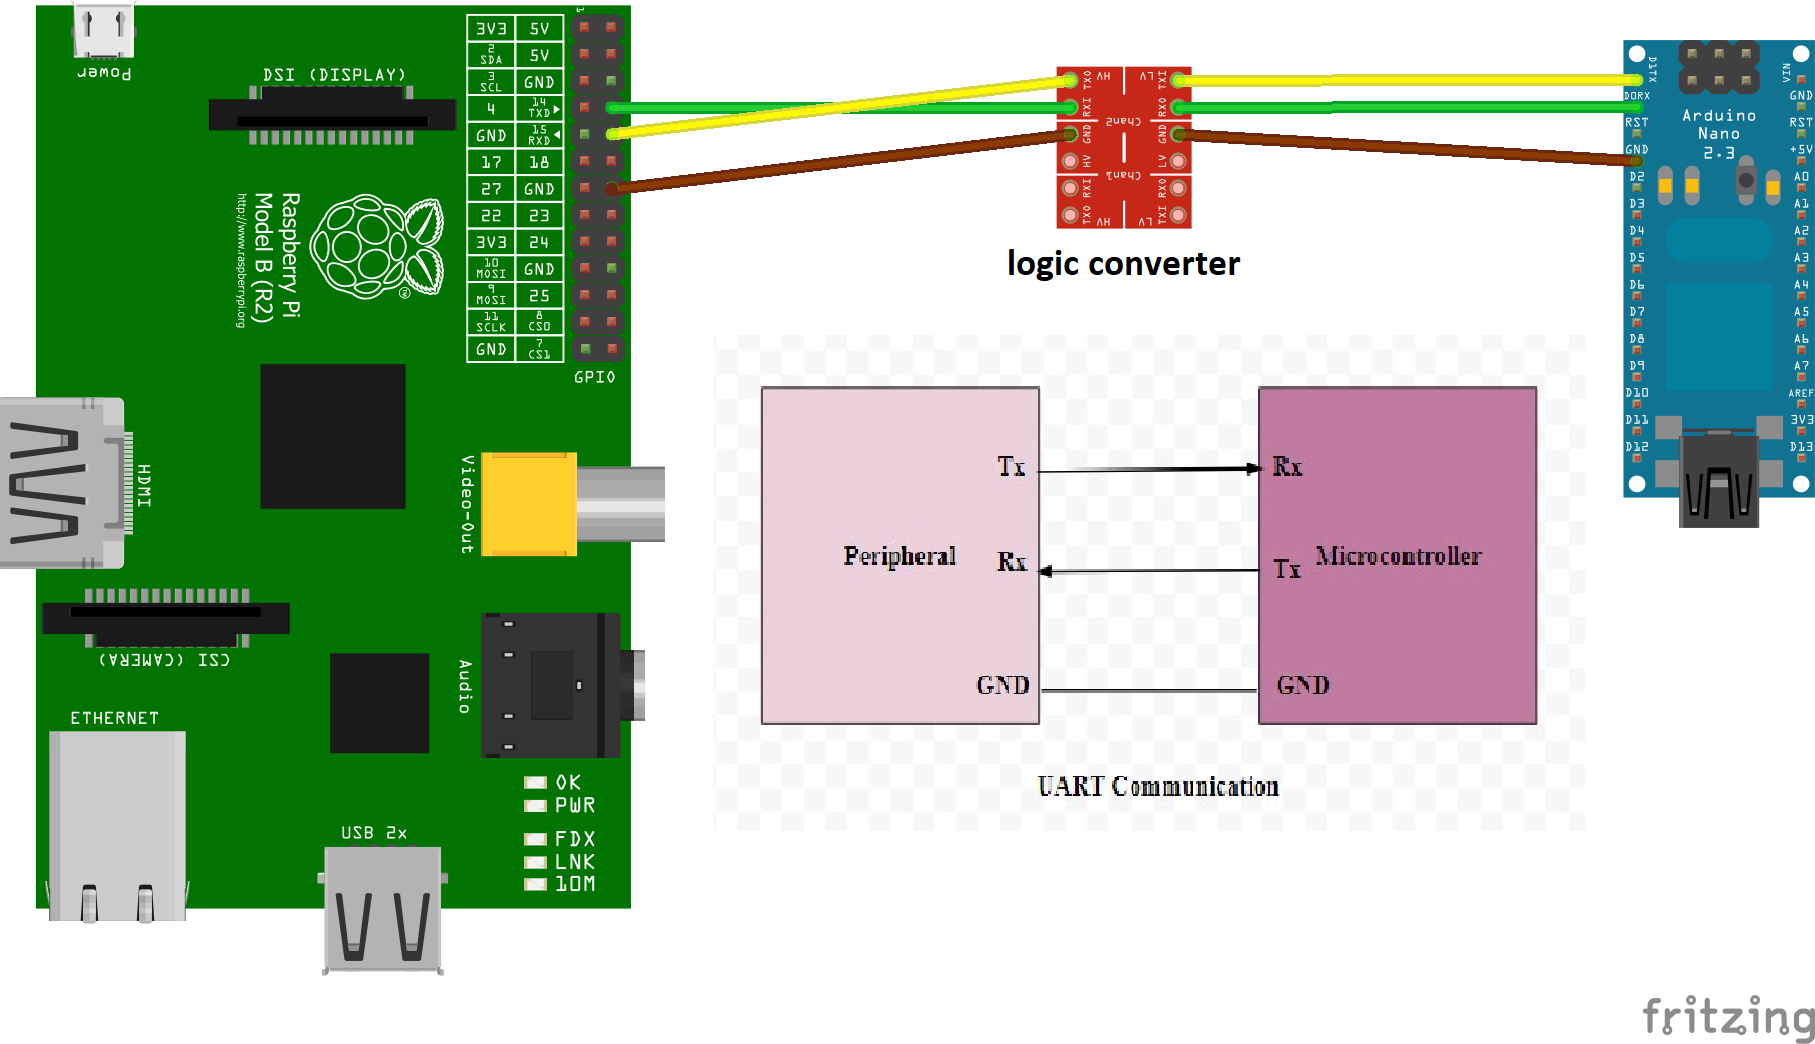 Power
DSI (DISPLAY)
1
3V3 5V
2 SDA 5V
3 SCL GND
4 14 TXD
GND 15 RXD
17 18
27 GND
22 23
3V3 24
10 MOSI GND
9 MOSI 25
11 SCLK 8 CS0
GND 7 CS1
GPIO
Raspberry Pi
Model B (R2)
http://www.raspberrypi.org
TM
HDMI
Video-Out
CSI (CAMERA)
Audio
ETHERNET
OK
PWR
FDX
LNK
10M
USB 2x
TXO HV LV TXI
RXI RXO
Chan2
GND GND
HV LV
Chan1
RXI RXO
TXO HV LV TXI
logic converter
D1TX VIN
D0RX GND
RST RST
GND +5V
D2 A0
D3 A1
D4 A2
D5 A3
D6 A4
D7 A5
D8 A6
D9 A7
D10 AREF
D11 3V3
D12 D13
Arduino
Nano
2.3
Tx Rx
Peripheral Rx Tx Microcontroller
GND GND
UART Communication
fritzing